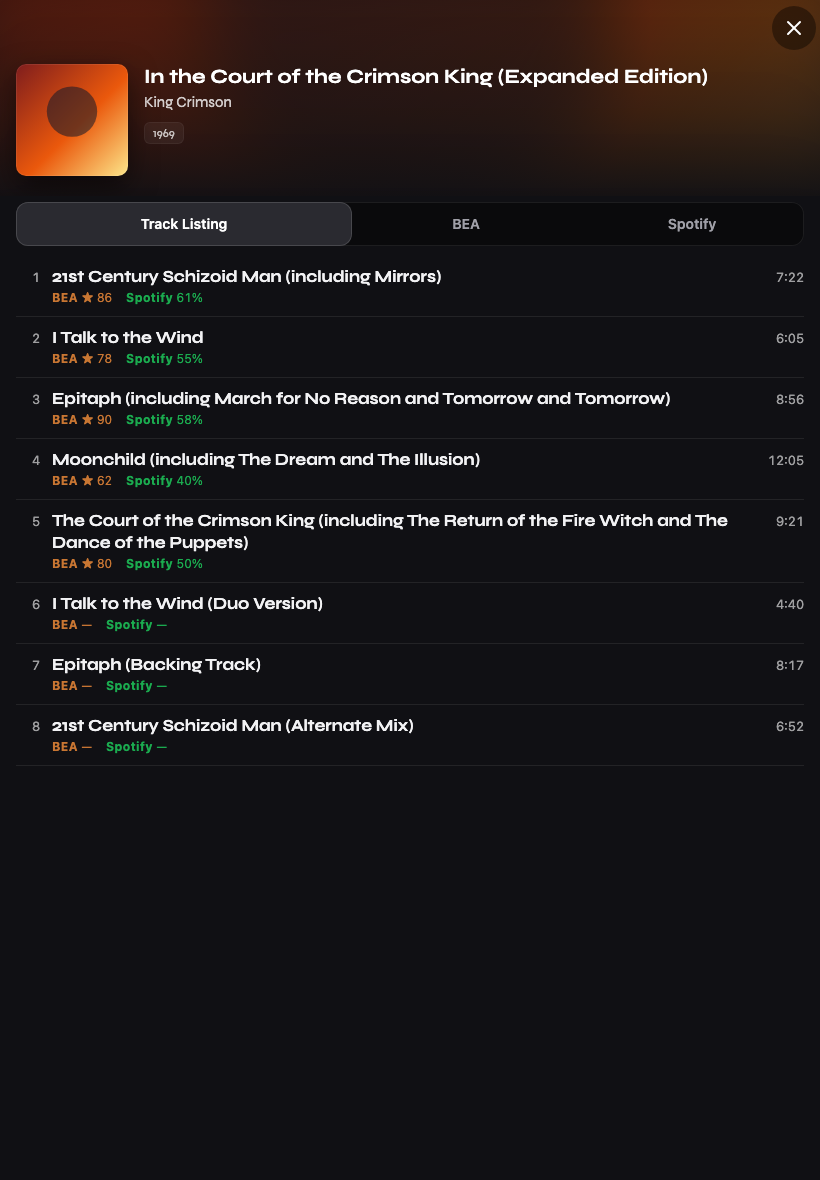 In the Court of the Crimson King (Expanded Edition)
King Crimson
1969
Track Listing
BEA
Spotify
1 21st Century Schizoid Man (including Mirrors) 7:22
BEA ★ 86 Spotify 61%
2 I Talk to the Wind 6:05
BEA ★ 78 Spotify 55%
3 Epitaph (including March for No Reason and Tomorrow and Tomorrow) 8:56
BEA ★ 90 Spotify 58%
4 Moonchild (including The Dream and The Illusion) 12:05
BEA ★ 62 Spotify 40%
5 The Court of the Crimson King (including The Return of the Fire Witch and The 9:21
Dance of the Puppets)
BEA ★ 80 Spotify 50%
6 I Talk to the Wind (Duo Version) 4:40
BEA — Spotify —
7 Epitaph (Backing Track) 8:17
BEA — Spotify —
8 21st Century Schizoid Man (Alternate Mix) 6:52
BEA — Spotify —